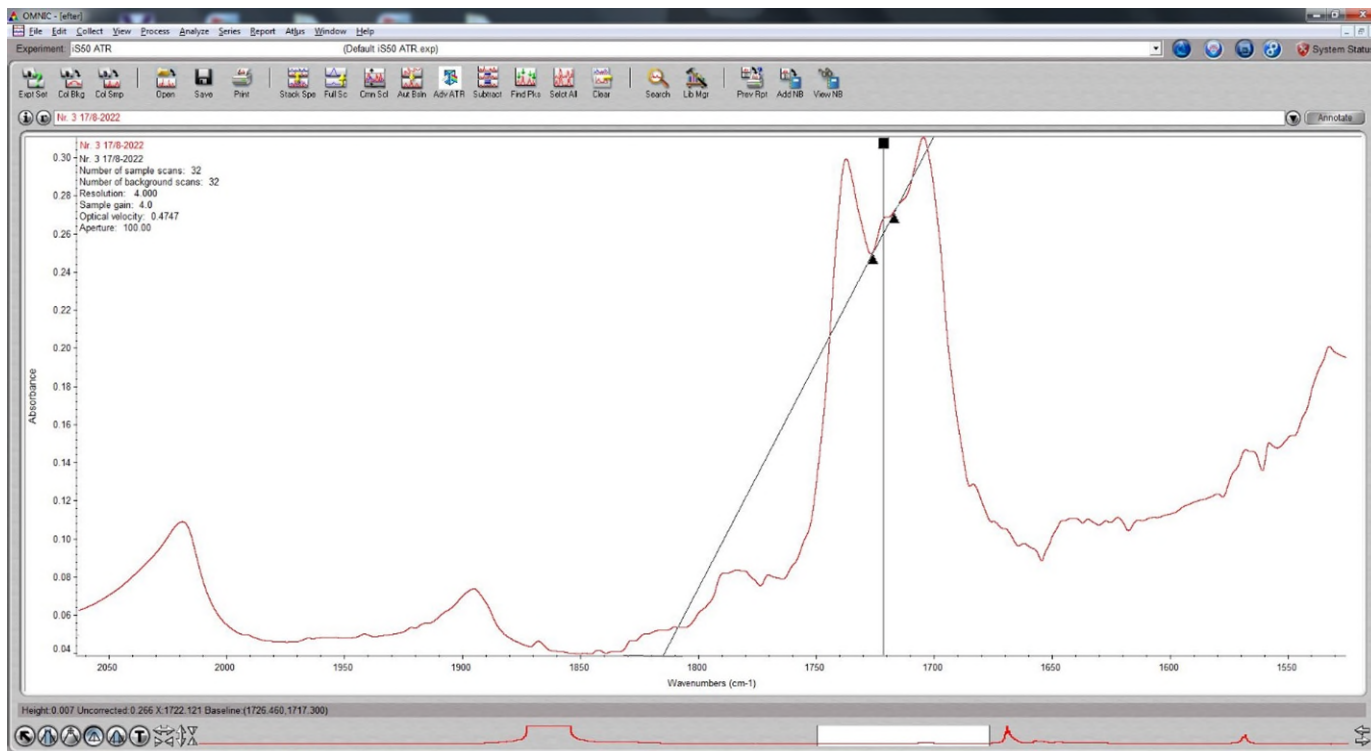 OMNIC - [efter]
File Edit Collect View Process Analyze Series Report Atlμs Window Help
Experiment: iS50 ATR (Default iS50 ATR.exp) System Status
Expt Set Col Bkg Col Smp Open Save Print Stack Spe Full Sc Cmn Scl Aut Bsln Adv ATR Subtract Find Pks Selct All Clear Search Lib Mgr Prev Rpt Add NB View NB
Nr. 3 17/8-2022 Annotate
Nr. 3 17/8-2022
Nr. 3 17/8-2022
Number of sample scans: 32
Number of background scans: 32
Resolution: 4.000
Sample gain: 4.0
Optical velocity: 0.4747
Aperture: 100.00
0.30
0.28
0.26
0.24
0.22
0.20
0.18
0.16
0.14
0.12
0.10
0.08
0.06
0.04
Absorbance
2050 2000 1950 1900 1850 1800 1750 1700 1650 1600 1550
Wavenumbers (cm-1)
Height:0.007 Uncorrected:0.266 X:1722.121 Baseline:(1726.460,1717.300)
T